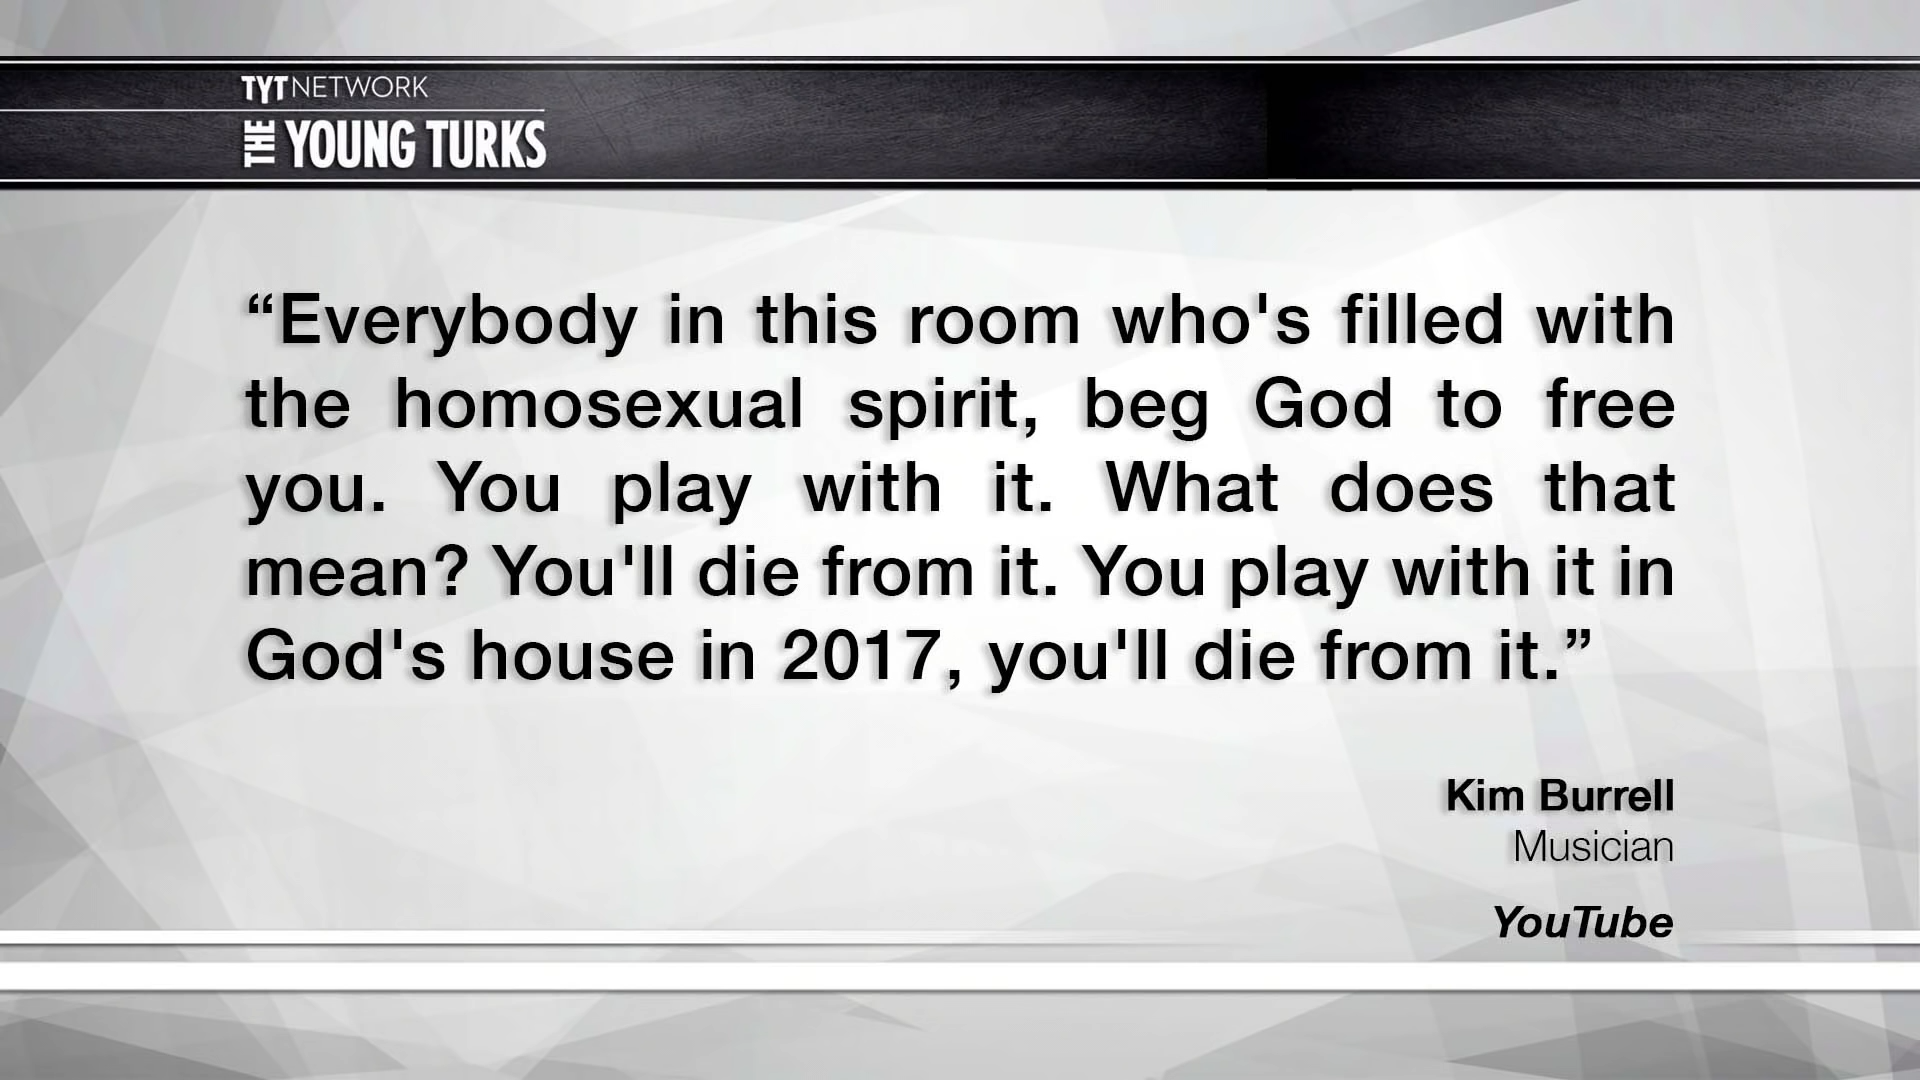 TYT NETWORK
THE YOUNG TURKS
“Everybody in this room who's filled with
the homosexual spirit, beg God to free
you. You play with it. What does that
mean? You'll die from it. You play with it in
God's house in 2017, you'll die from it.”
Kim Burrell
Musician
YouTube